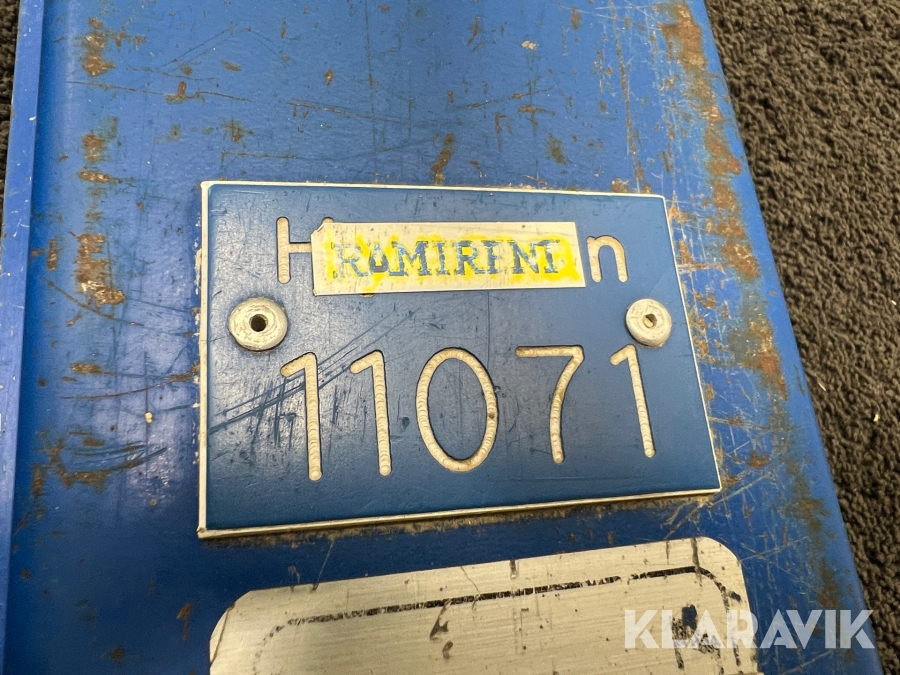 H RAMIRENT n
11071
KLARAVIK